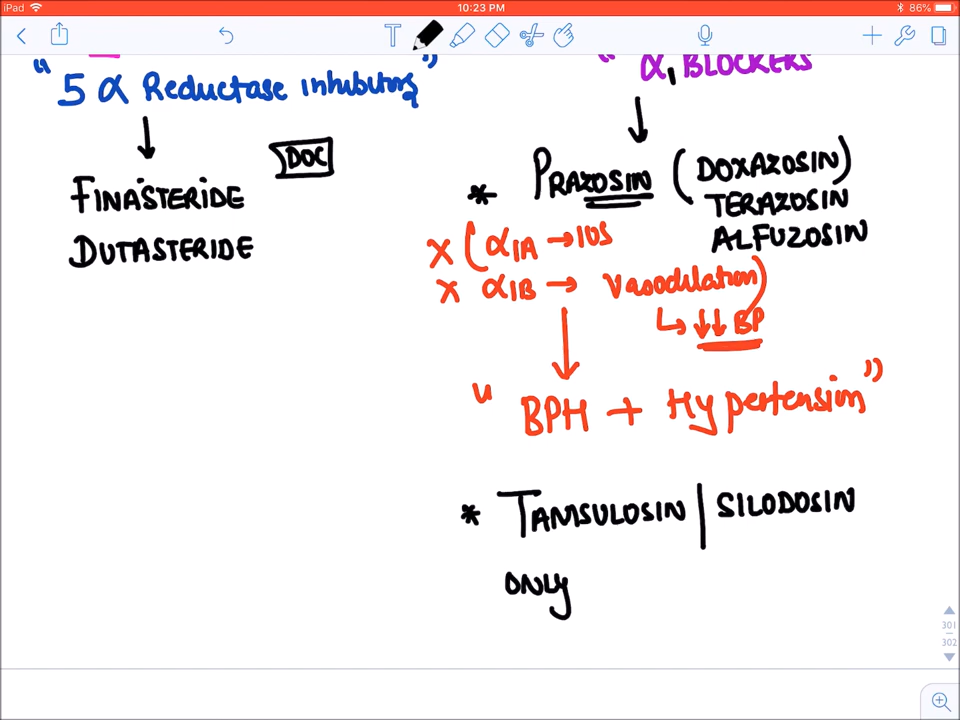 iPad
10:23 PM
86%
T
"5 α Reductase inhibitors"
DOC
FINASTERIDE
DUTASTERIDE
" α1 BLOCKERS
* PRAZOSIN (DOXAZOSIN)
TERAZOSIN
ALFUZOSIN
X (α1A → IUS
X α1B → Vasodilation)
↳ ↓↓ BP
"BPH + Hypertension"
* TAMSULOSIN | SILODOSIN
ONLY
301
302